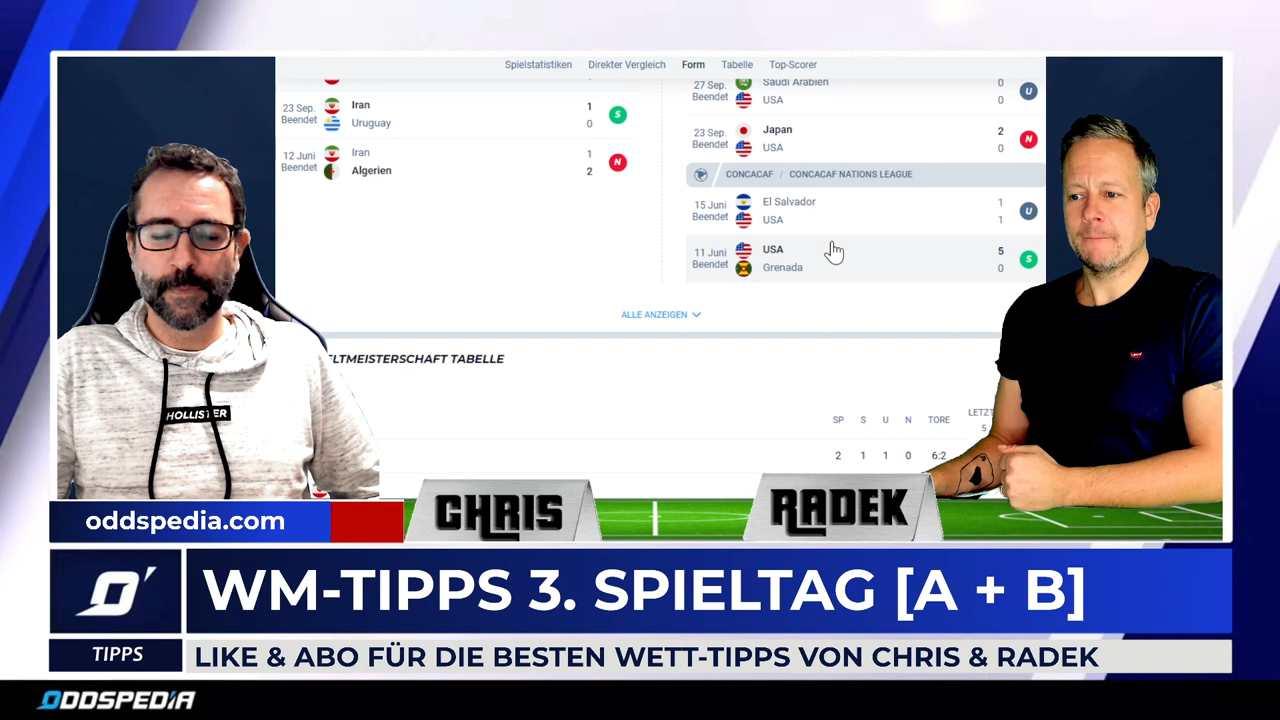 Spielstatistiken Direkter Vergleich Form Tabelle Top-Scorer
27 Sep. Beendet
Saudi Arabien 0
USA 0
U
23 Sep. Beendet
Iran 1
Uruguay 0
S
12 Juni Beendet
Iran 1
Algerien 2
N
23 Sep. Beendet
Japan 2
USA 0
N
CONCACAF / CONCACAF NATIONS LEAGUE
15 Juni Beendet
El Salvador 1
USA 1
U
11 Juni Beendet
USA 5
Grenada 0
S
ALLE ANZEIGEN
LTMEISTERSCHAFT TABELLE
SP S U N TORE LETZT
5
2 1 1 0 6:2
HOLLISTER
oddspedia.com
CHRIS
RADEK
WM-TIPPS 3. SPIELTAG [A + B]
TIPPS
LIKE & ABO FÜR DIE BESTEN WETT-TIPPS VON CHRIS & RADEK
ODDSPEDIA